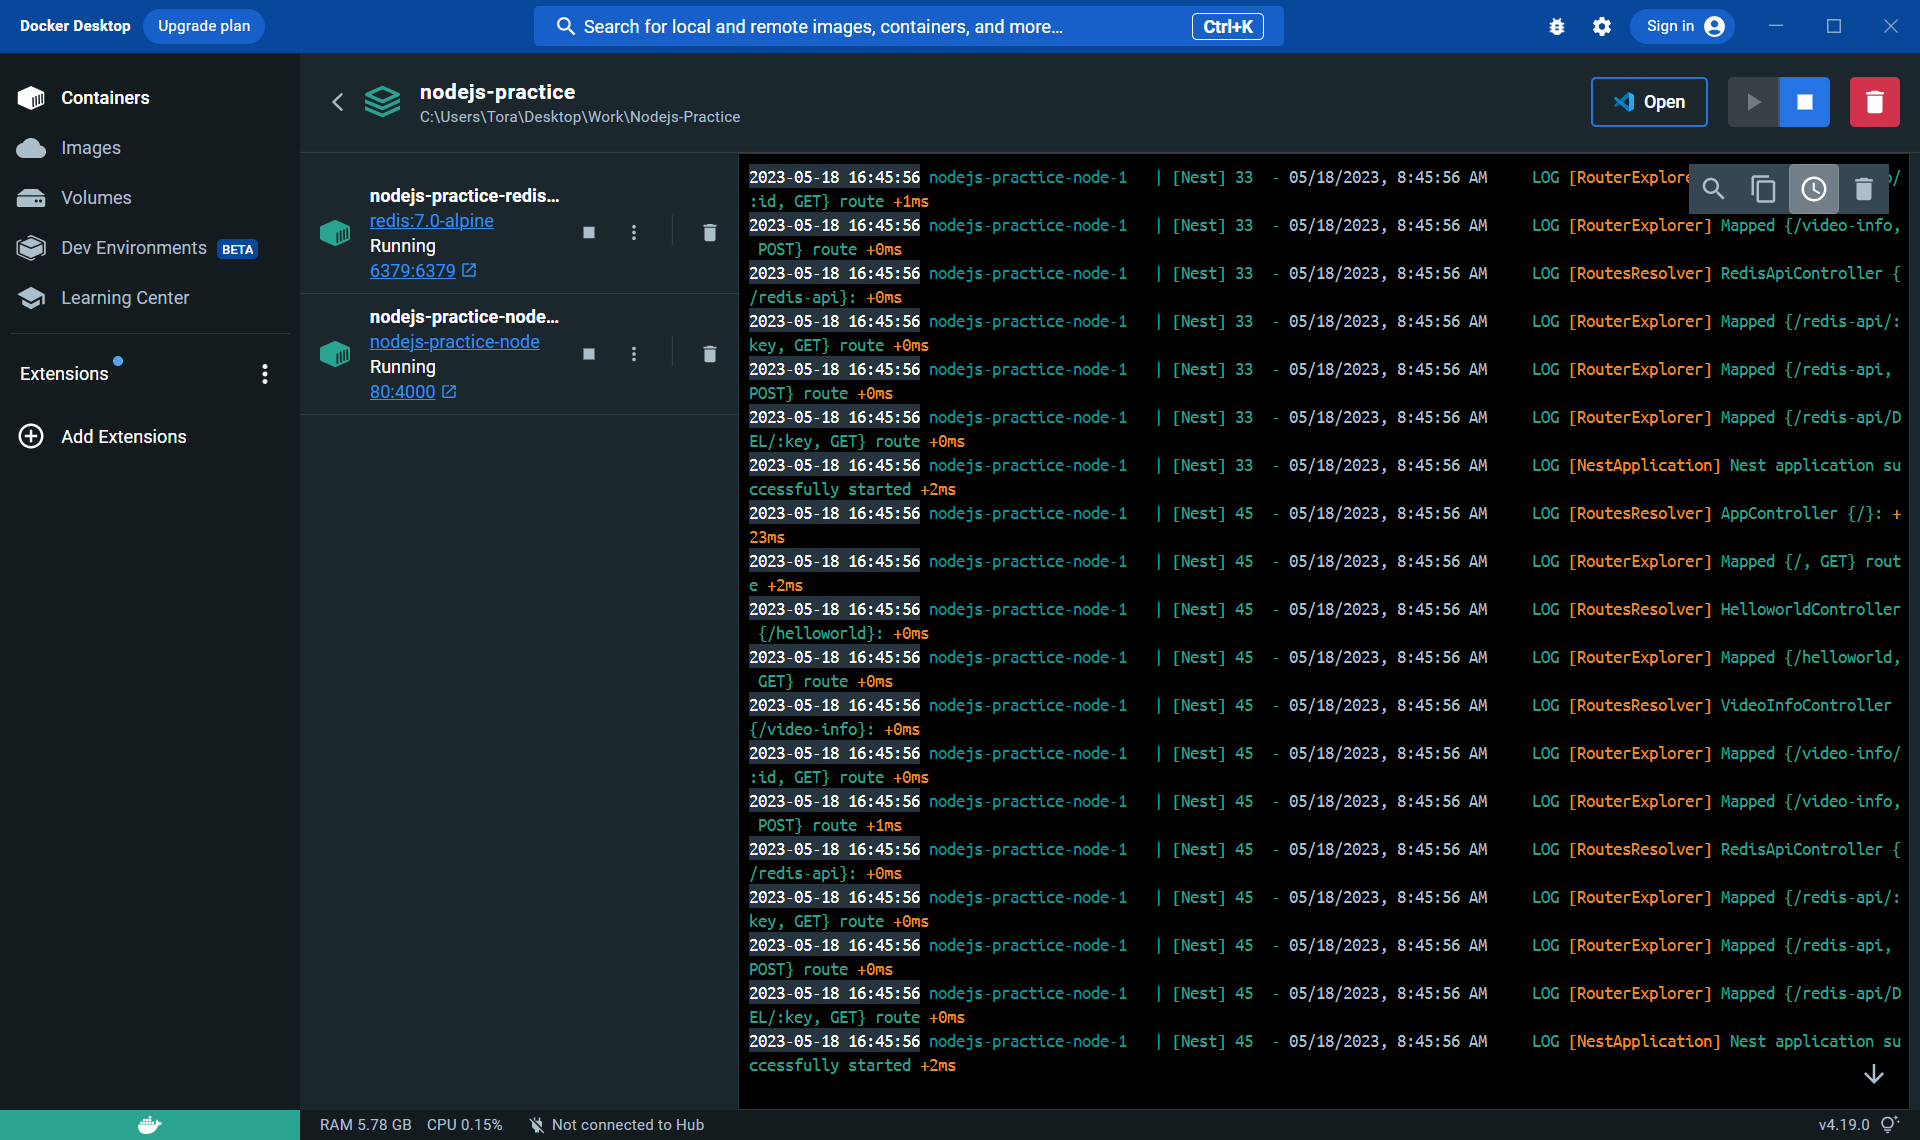 Docker Desktop
Upgrade plan
Search for local and remote images, containers, and more...
Ctrl+K
Sign in
Containers
Images
Volumes
Dev Environments BETA
Learning Center
Extensions
Add Extensions
nodejs-practice
C:\Users\Tora\Desktop\Work\Nodejs-Practice
Open
nodejs-practice-redis...
redis:7.0-alpine
Running
6379:6379
nodejs-practice-node...
nodejs-practice-node
Running
80:4000
2023-05-18 16:45:56 nodejs-practice-node-1 | [Nest] 33 - 05/18/2023, 8:45:56 AM LOG [RouterExplore o/
:id, GET} route +1ms
2023-05-18 16:45:56 nodejs-practice-node-1 | [Nest] 33 - 05/18/2023, 8:45:56 AM LOG [RouterExplorer] Mapped {/video-info,
POST} route +0ms
2023-05-18 16:45:56 nodejs-practice-node-1 | [Nest] 33 - 05/18/2023, 8:45:56 AM LOG [RoutesResolver] RedisApiController {
/redis-api}: +0ms
2023-05-18 16:45:56 nodejs-practice-node-1 | [Nest] 33 - 05/18/2023, 8:45:56 AM LOG [RouterExplorer] Mapped {/redis-api/:
key, GET} route +0ms
2023-05-18 16:45:56 nodejs-practice-node-1 | [Nest] 33 - 05/18/2023, 8:45:56 AM LOG [RouterExplorer] Mapped {/redis-api,
POST} route +0ms
2023-05-18 16:45:56 nodejs-practice-node-1 | [Nest] 33 - 05/18/2023, 8:45:56 AM LOG [RouterExplorer] Mapped {/redis-api/D
EL/:key, GET} route +0ms
2023-05-18 16:45:56 nodejs-practice-node-1 | [Nest] 33 - 05/18/2023, 8:45:56 AM LOG [NestApplication] Nest application su
ccessfully started +2ms
2023-05-18 16:45:56 nodejs-practice-node-1 | [Nest] 45 - 05/18/2023, 8:45:56 AM LOG [RoutesResolver] AppController {/}: +
23ms
2023-05-18 16:45:56 nodejs-practice-node-1 | [Nest] 45 - 05/18/2023, 8:45:56 AM LOG [RouterExplorer] Mapped {/, GET} rout
e +2ms
2023-05-18 16:45:56 nodejs-practice-node-1 | [Nest] 45 - 05/18/2023, 8:45:56 AM LOG [RoutesResolver] HelloworldController
{/helloworld}: +0ms
2023-05-18 16:45:56 nodejs-practice-node-1 | [Nest] 45 - 05/18/2023, 8:45:56 AM LOG [RouterExplorer] Mapped {/helloworld,
GET} route +0ms
2023-05-18 16:45:56 nodejs-practice-node-1 | [Nest] 45 - 05/18/2023, 8:45:56 AM LOG [RoutesResolver] VideoInfoController
{/video-info}: +0ms
2023-05-18 16:45:56 nodejs-practice-node-1 | [Nest] 45 - 05/18/2023, 8:45:56 AM LOG [RouterExplorer] Mapped {/video-info/
:id, GET} route +0ms
2023-05-18 16:45:56 nodejs-practice-node-1 | [Nest] 45 - 05/18/2023, 8:45:56 AM LOG [RouterExplorer] Mapped {/video-info,
POST} route +1ms
2023-05-18 16:45:56 nodejs-practice-node-1 | [Nest] 45 - 05/18/2023, 8:45:56 AM LOG [RoutesResolver] RedisApiController {
/redis-api}: +0ms
2023-05-18 16:45:56 nodejs-practice-node-1 | [Nest] 45 - 05/18/2023, 8:45:56 AM LOG [RouterExplorer] Mapped {/redis-api/:
key, GET} route +0ms
2023-05-18 16:45:56 nodejs-practice-node-1 | [Nest] 45 - 05/18/2023, 8:45:56 AM LOG [RouterExplorer] Mapped {/redis-api,
POST} route +0ms
2023-05-18 16:45:56 nodejs-practice-node-1 | [Nest] 45 - 05/18/2023, 8:45:56 AM LOG [RouterExplorer] Mapped {/redis-api/D
EL/:key, GET} route +0ms
2023-05-18 16:45:56 nodejs-practice-node-1 | [Nest] 45 - 05/18/2023, 8:45:56 AM LOG [NestApplication] Nest application su
ccessfully started +2ms
RAM 5.78 GB CPU 0.15% Not connected to Hub
v4.19.0